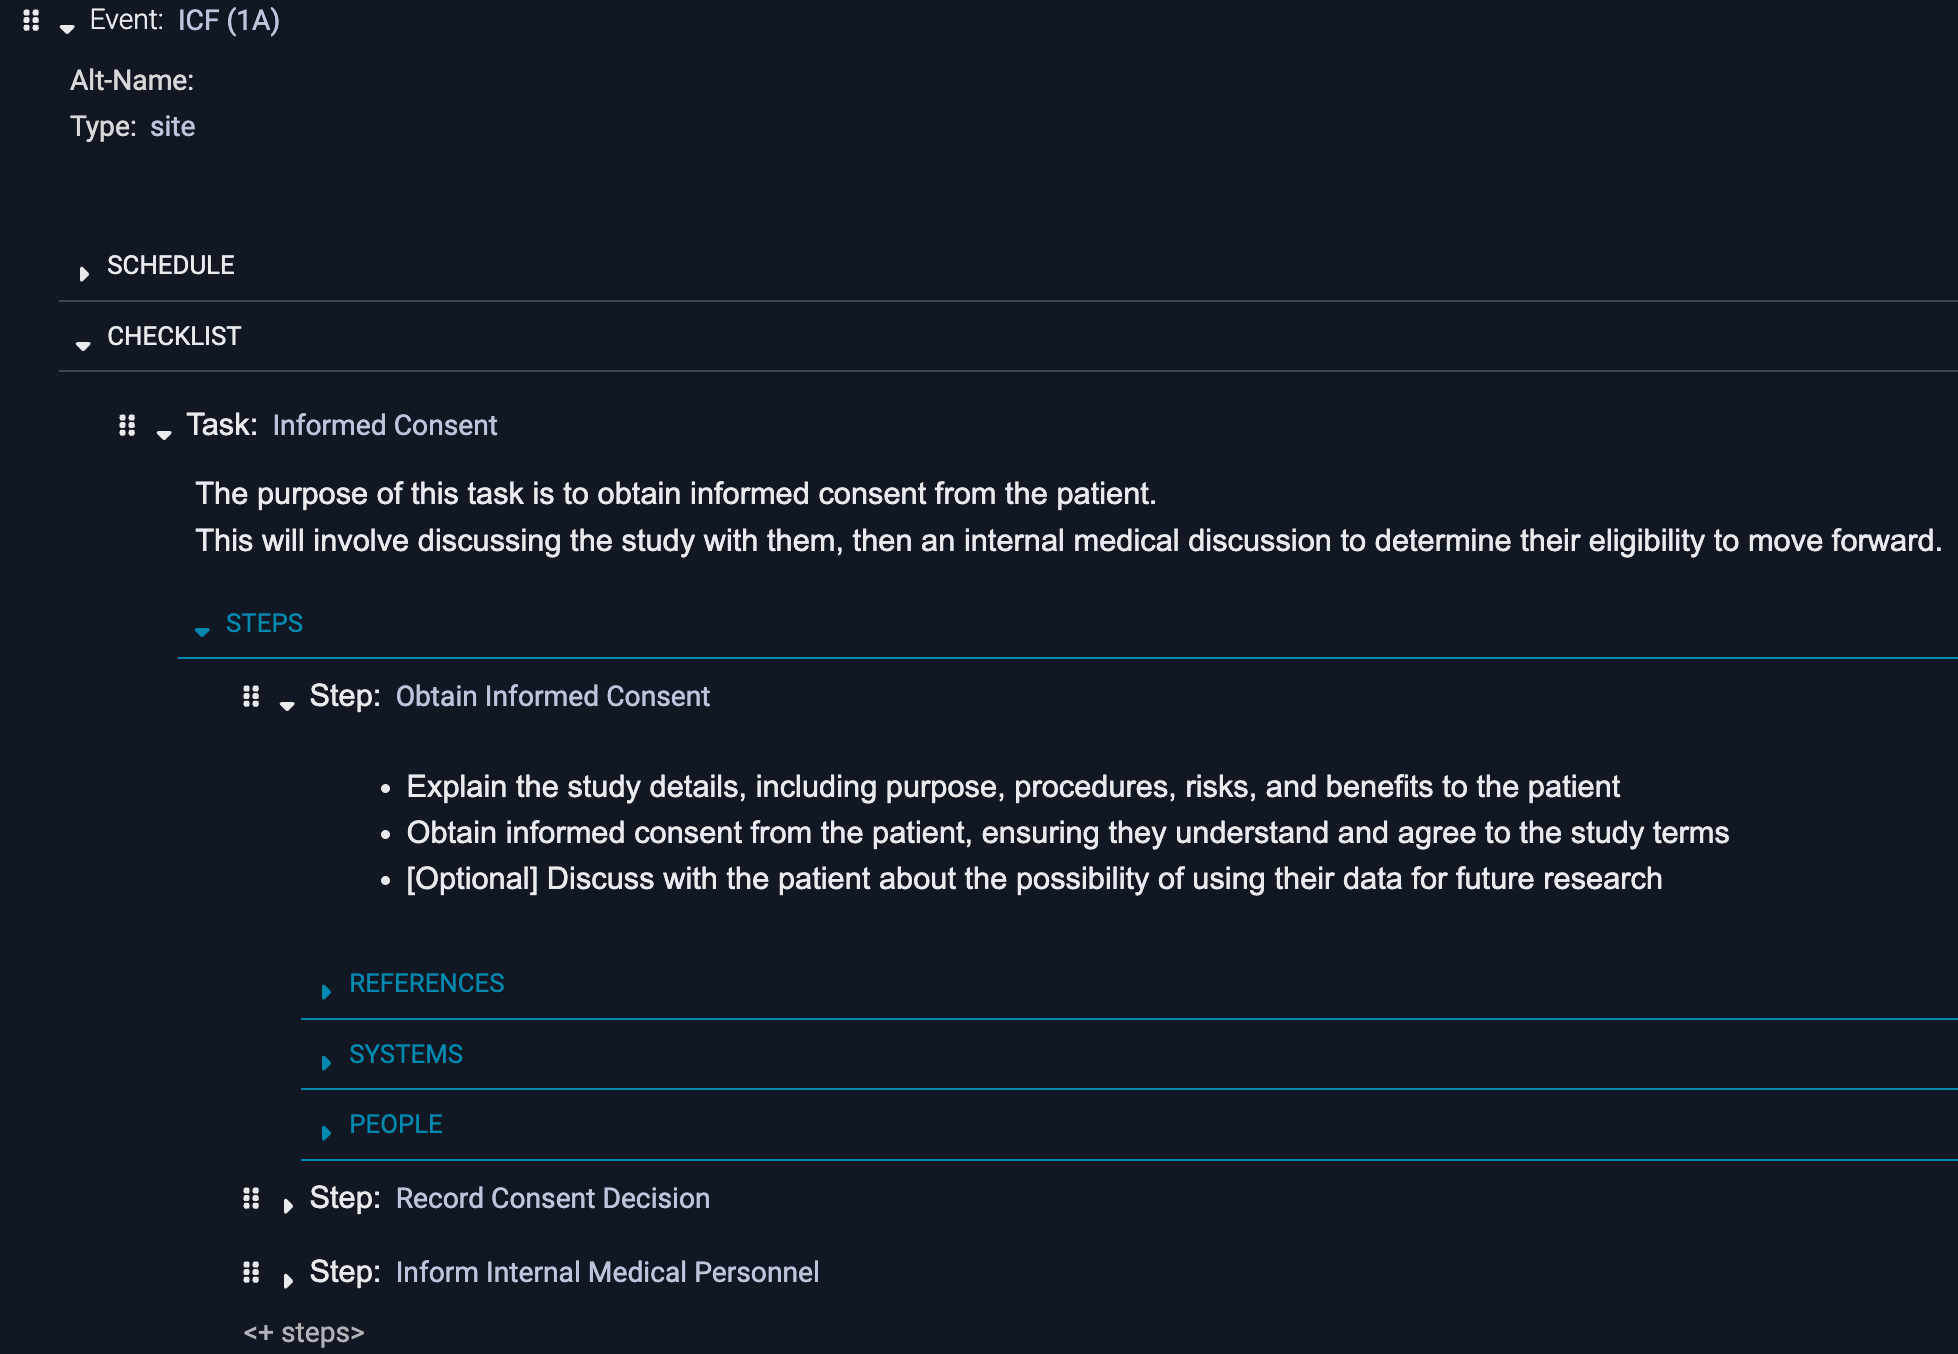 Event: ICF (1A)
Alt-Name:
Type: site
SCHEDULE
CHECKLIST
Task: Informed Consent
The purpose of this task is to obtain informed consent from the patient.
This will involve discussing the study with them, then an internal medical discussion to determine their eligibility to move forward.
STEPS
Step: Obtain Informed Consent
• Explain the study details, including purpose, procedures, risks, and benefits to the patient
• Obtain informed consent from the patient, ensuring they understand and agree to the study terms
• [Optional] Discuss with the patient about the possibility of using their data for future research
REFERENCES
SYSTEMS
PEOPLE
Step: Record Consent Decision
Step: Inform Internal Medical Personnel
<+ steps>